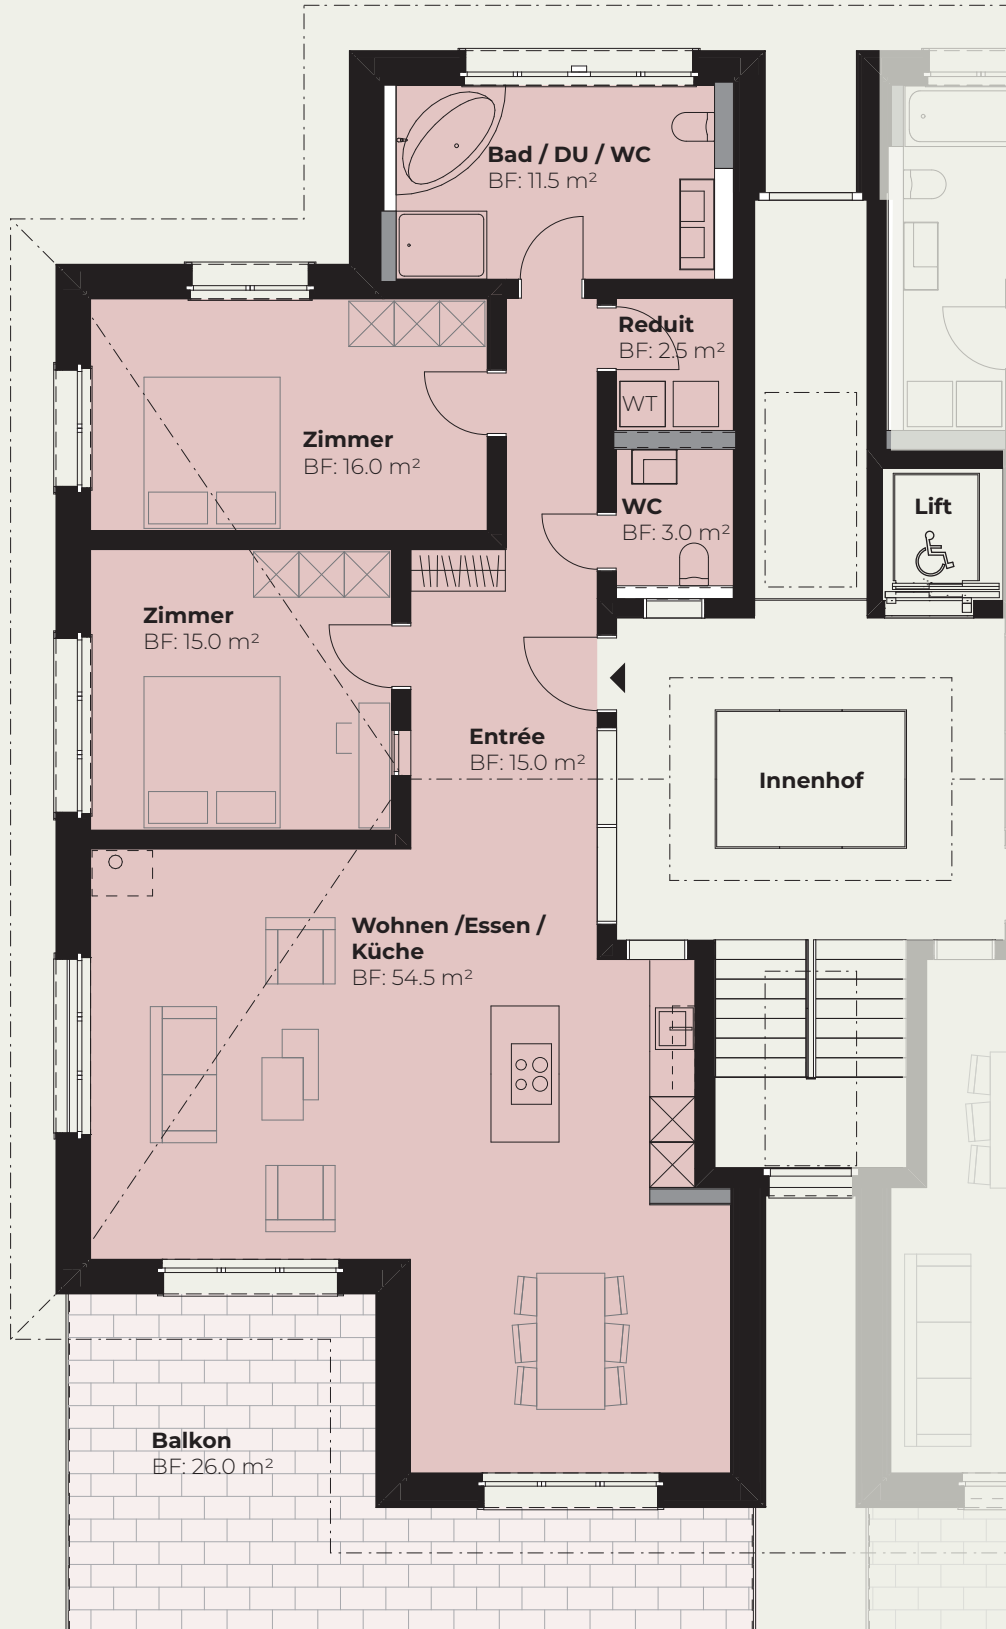 Bad / DU / WC
BF: 11.5 m²
Reduit
BF: 2.5 m²
WT
Zimmer
BF: 16.0 m²
WC
BF: 3.0 m²
Lift
Zimmer
BF: 15.0 m²
Entrée
BF: 15.0 m²
Innenhof
Wohnen /Essen /
Küche
BF: 54.5 m²
Balkon
BF: 26.0 m²